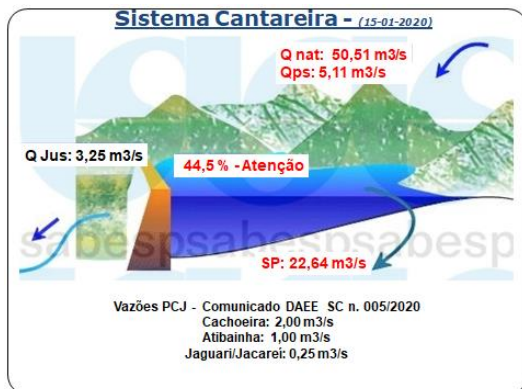 Sistema Cantareira - (15-01-2020)
Q nat: 50,51 m3/s
Qps: 5,11 m3/s
Q Jus: 3,25 m3/s
44,5 % - Atenção
sabespsabespsabesp
SP: 22,64 m3/s
Vazões PCJ - Comunicado DAEE SC n. 005/2020
Cachoeira: 2,00 m3/s
Atibainha: 1,00 m3/s
Jaguari/Jacareí: 0,25 m3/s